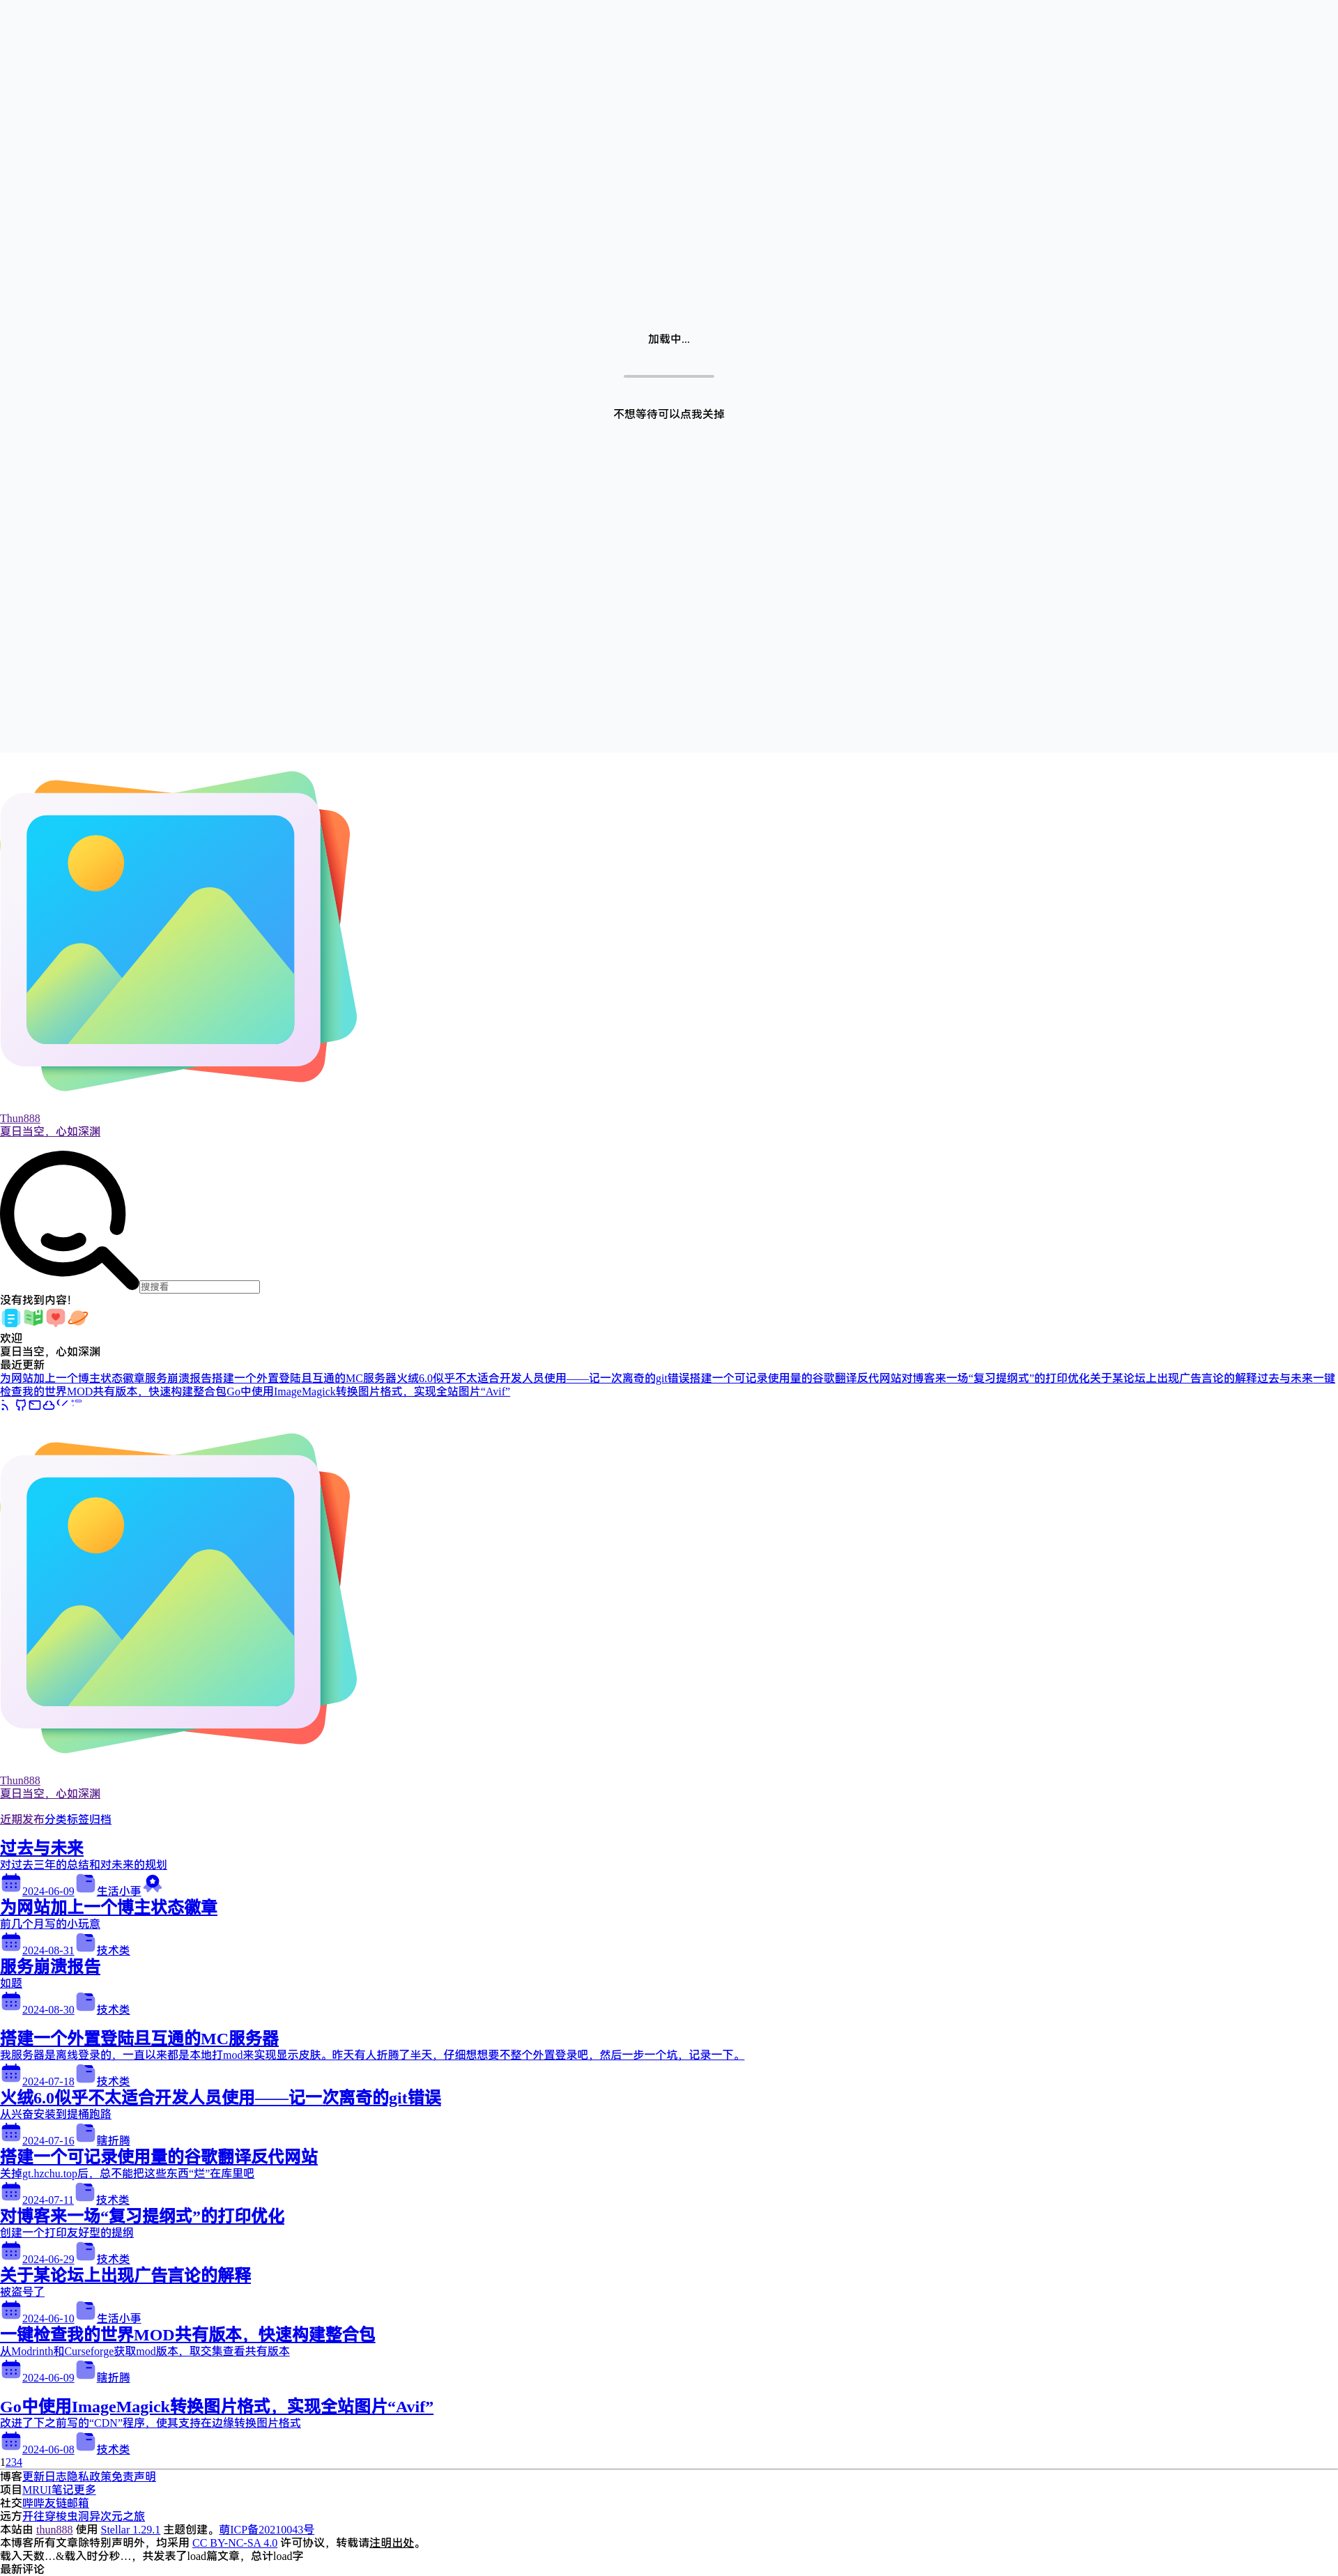 加载中...
不想等待可以点我关掉
Thun888
夏日当空，心如深渊
搜搜看
没有找到内容！
欢迎
夏日当空，心如深渊
最近更新
为网站加上一个博主状态徽章服务崩溃报告搭建一个外置登陆且互通的MC服务器火绒6.0似乎不太适合开发人员使用——记一次离奇的git错误搭建一个可记录使用量的谷歌翻译反代网站对博客来一场“复习提纲式”的打印优化关于某论坛上出现广告言论的解释过去与未来一键
检查我的世界MOD共有版本，快速构建整合包Go中使用ImageMagick转换图片格式，实现全站图片“Avif”
Thun888
夏日当空，心如深渊
近期发布分类标签归档
过去与未来
对过去三年的总结和对未来的规划
2024-06-09 生活小事
为网站加上一个博主状态徽章
前几个月写的小玩意
2024-08-31 技术类
服务崩溃报告
如题
2024-08-30 技术类
搭建一个外置登陆且互通的MC服务器
我服务器是离线登录的，一直以来都是本地打mod来实现显示皮肤。昨天有人折腾了半天，仔细想想要不整个外置登录吧，然后一步一个坑，记录一下。
2024-07-18 技术类
火绒6.0似乎不太适合开发人员使用——记一次离奇的git错误
从兴奋安装到提桶跑路
2024-07-16 瞎折腾
搭建一个可记录使用量的谷歌翻译反代网站
关掉gt.hzchu.top后，总不能把这些东西“烂”在库里吧
2024-07-11 技术类
对博客来一场“复习提纲式”的打印优化
创建一个打印友好型的提纲
2024-06-29 技术类
关于某论坛上出现广告言论的解释
被盗号了
2024-06-10 生活小事
一键检查我的世界MOD共有版本，快速构建整合包
从Modrinth和Curseforge获取mod版本，取交集查看共有版本
2024-06-09 瞎折腾
Go中使用ImageMagick转换图片格式，实现全站图片“Avif”
改进了下之前写的“CDN”程序，使其支持在边缘转换图片格式
2024-06-08 技术类
1234
博客更新日志隐私政策免责声明
项目MRUI笔记更多
社交哔哔友链邮箱
远方开往穿梭虫洞异次元之旅
本站由 thun888 使用 Stellar 1.29.1 主题创建。萌ICP备20210043号
本博客所有文章除特别声明外，均采用 CC BY-NC-SA 4.0 许可协议，转载请注明出处。
载入天数...&载入时分秒...，共发表了load篇文章，总计load字
最新评论